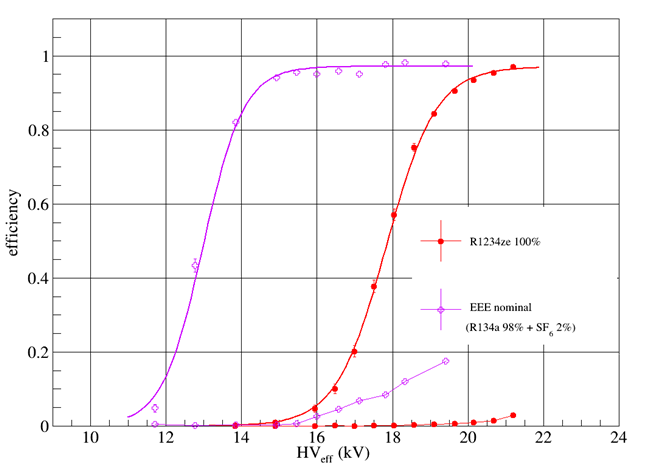 1
0.8
0.6
0.4
0.2
0
efficiency
R1234ze 100%
EEE nominal
(R134a 98% + SF6 2%)
10 12 14 16 18 20 22 24
HVeff (kV)